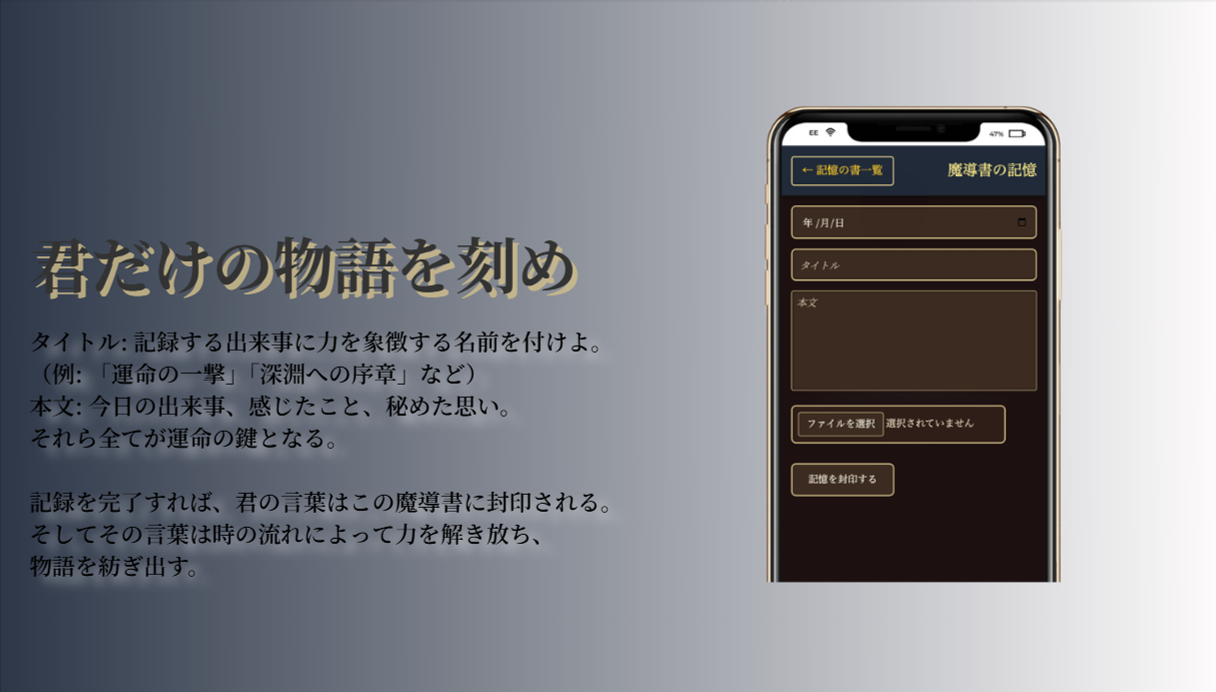 君だけの物語を刻め
タイトル: 記録する出来事に力を象徴する名前を付けよ。
（例: 「運命の一撃」「深淵への序章」など）
本文: 今日の出来事、感じたこと、秘めた思い。
それら全てが運命の鍵となる。
記録を完了すれば、君の言葉はこの魔導書に封印される。
そしてその言葉は時の流れによって力を解き放ち、
物語を紡ぎ出す。
EE 47%
← 記憶の書一覧 魔導書の記憶
年 /月/日
タイトル
本文
ファイルを選択 選択されていません
記憶を封印する